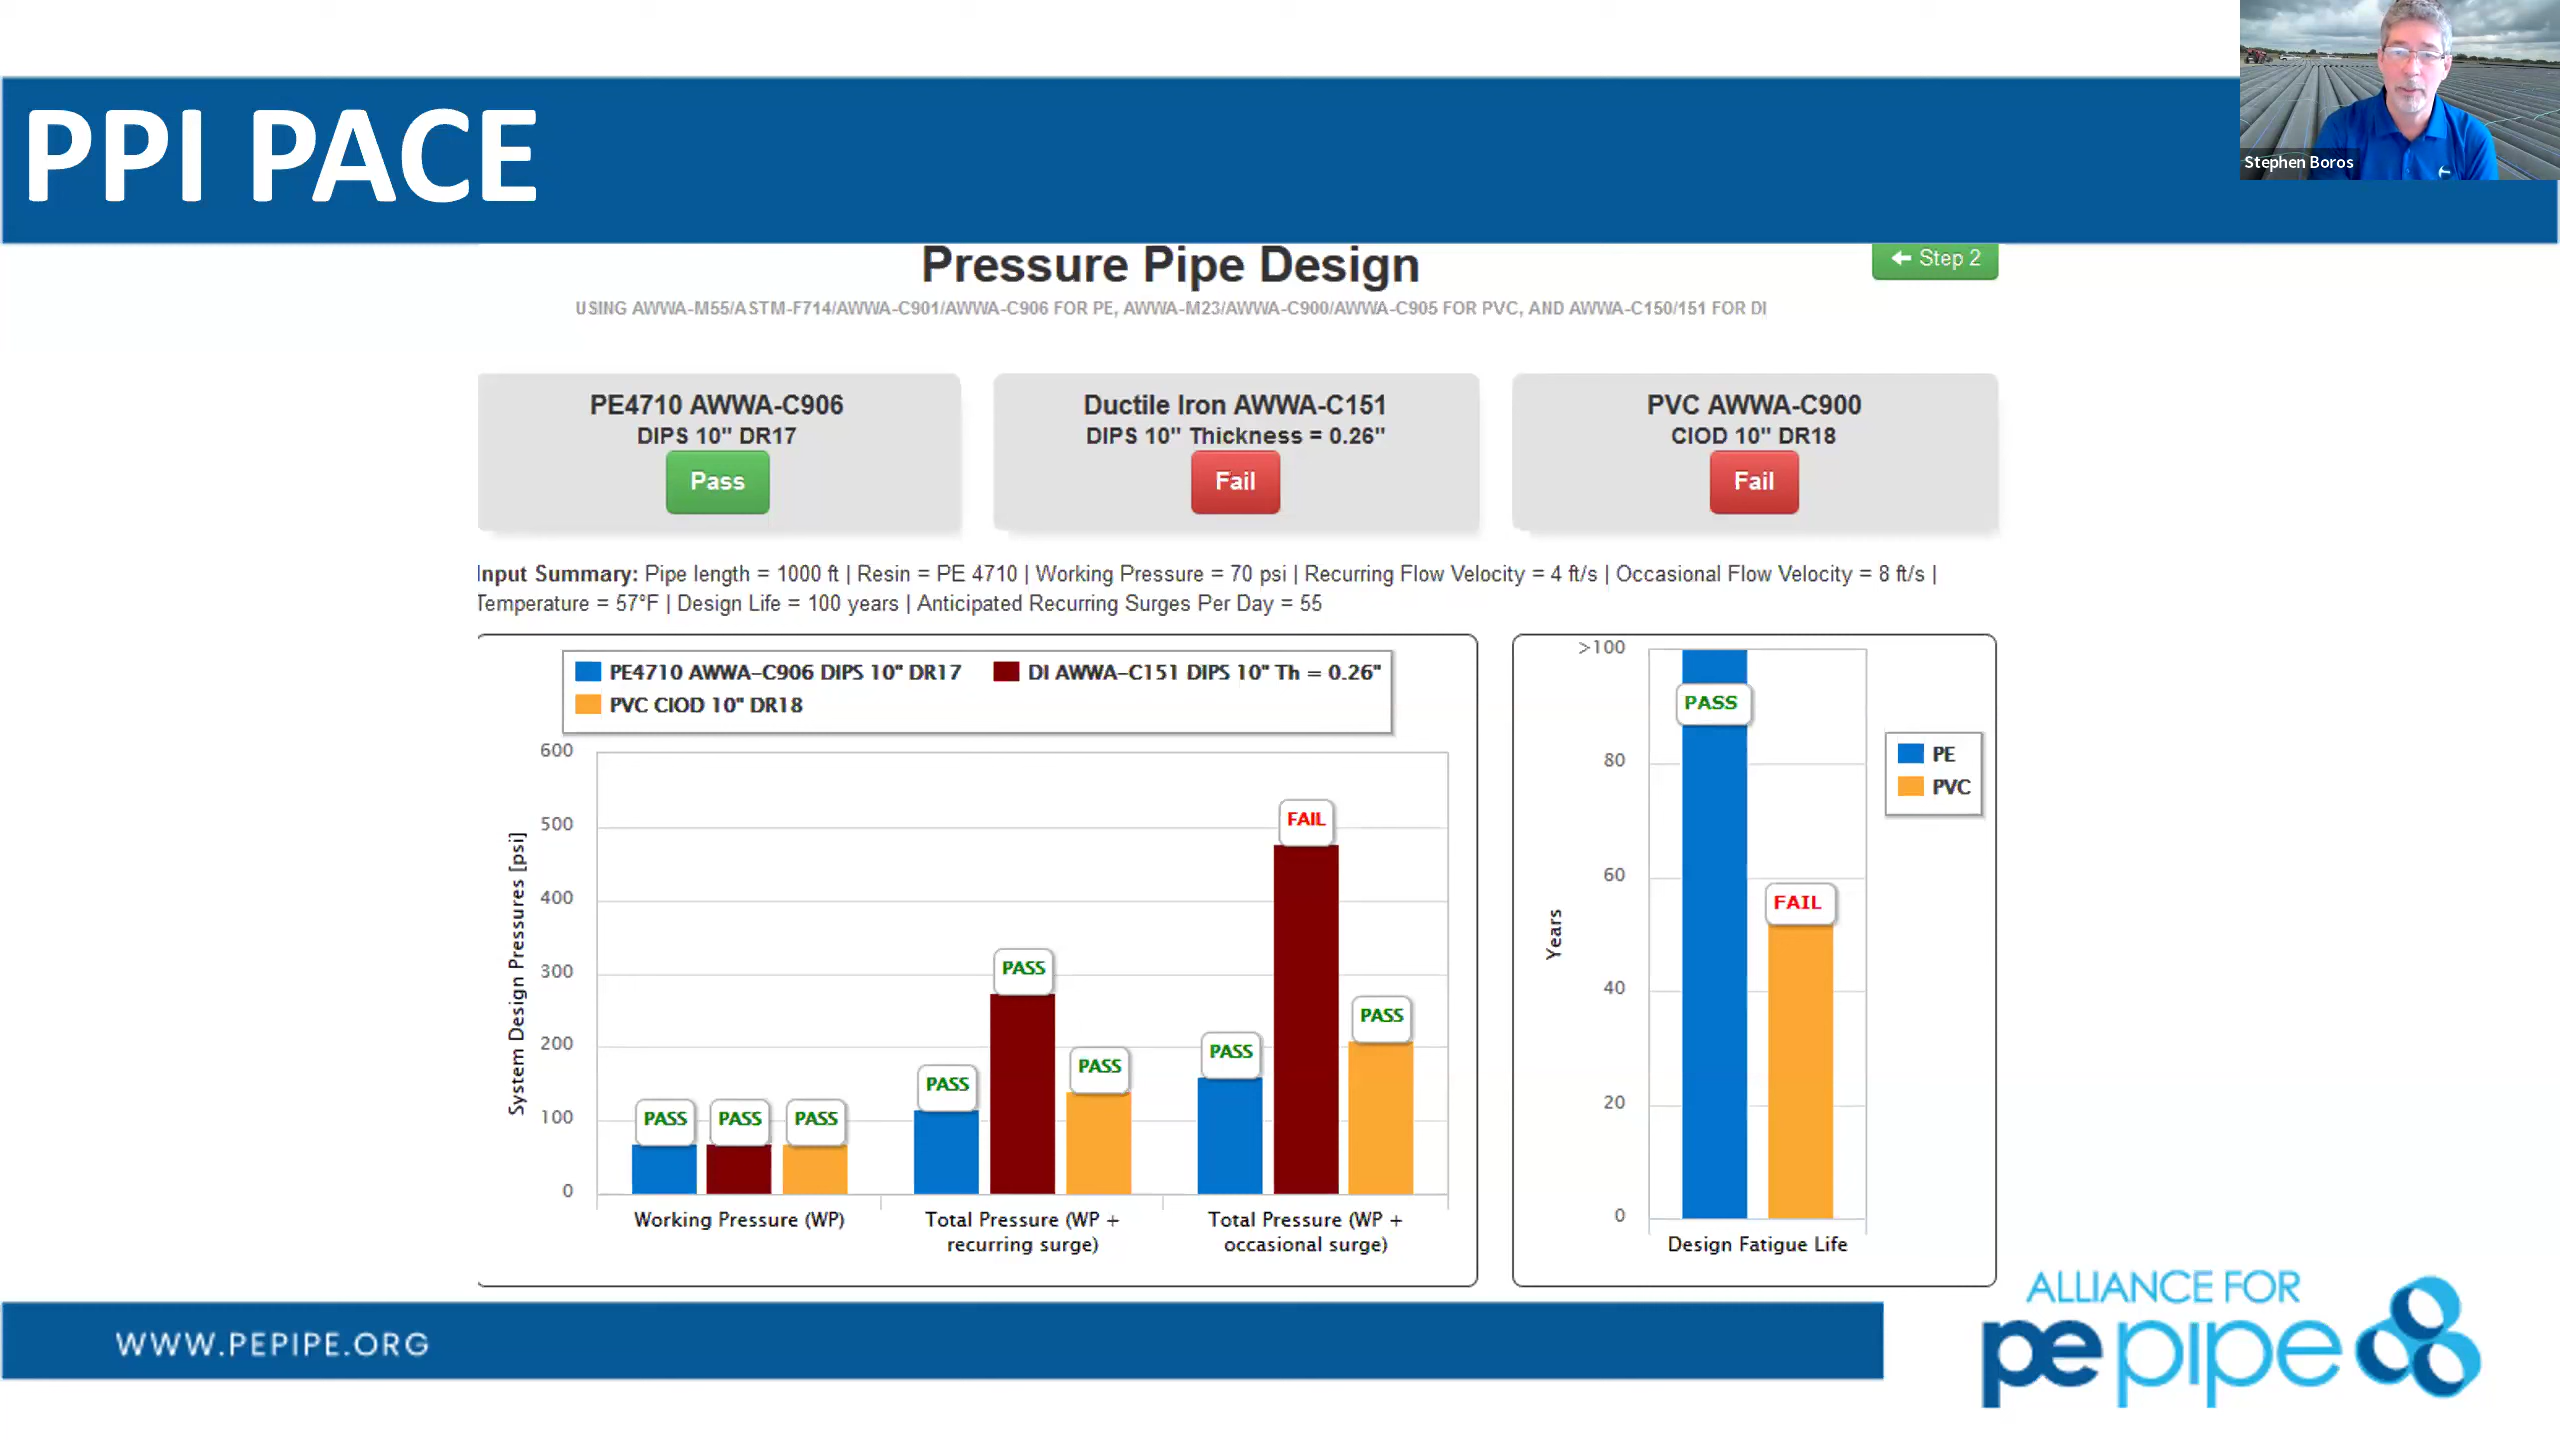 PPI PACE
Stephen Boros
Pressure Pipe Design
Step 2
USING AWWA-M55/ASTM-F714/AWWA-C901/AWWA-C906 FOR PE, AWWA-M23/AWWA-C900/AWWA-C905 FOR PVC, AND AWWA-C150/151 FOR DI
PE4710 AWWA-C906
DIPS 10" DR17
Pass
Ductile Iron AWWA-C151
DIPS 10" Thickness = 0.26"
Fail
PVC AWWA-C900
CIOD 10" DR18
Fail
Input Summary: Pipe length = 1000 ft | Resin = PE 4710 | Working Pressure = 70 psi | Recurring Flow Velocity = 4 ft/s | Occasional Flow Velocity = 8 ft/s |
Temperature = 57°F | Design Life = 100 years | Anticipated Recurring Surges Per Day = 55
PE4710 AWWA-C906 DIPS 10" DR17
DI AWWA-C151 DIPS 10" Th = 0.26"
PVC CIOD 10" DR18
System Design Pressures [psi]
600
500
400
300
200
100
0
PASS
PASS
PASS
PASS
PASS
PASS
PASS
FAIL
PASS
Working Pressure (WP)
Total Pressure (WP +
recurring surge)
Total Pressure (WP +
occasional surge)
Years
>100
80
60
40
20
0
PASS
FAIL
PE
PVC
Design Fatigue Life
WWW.PEPIPE.ORG
ALLIANCE FOR
pepipe